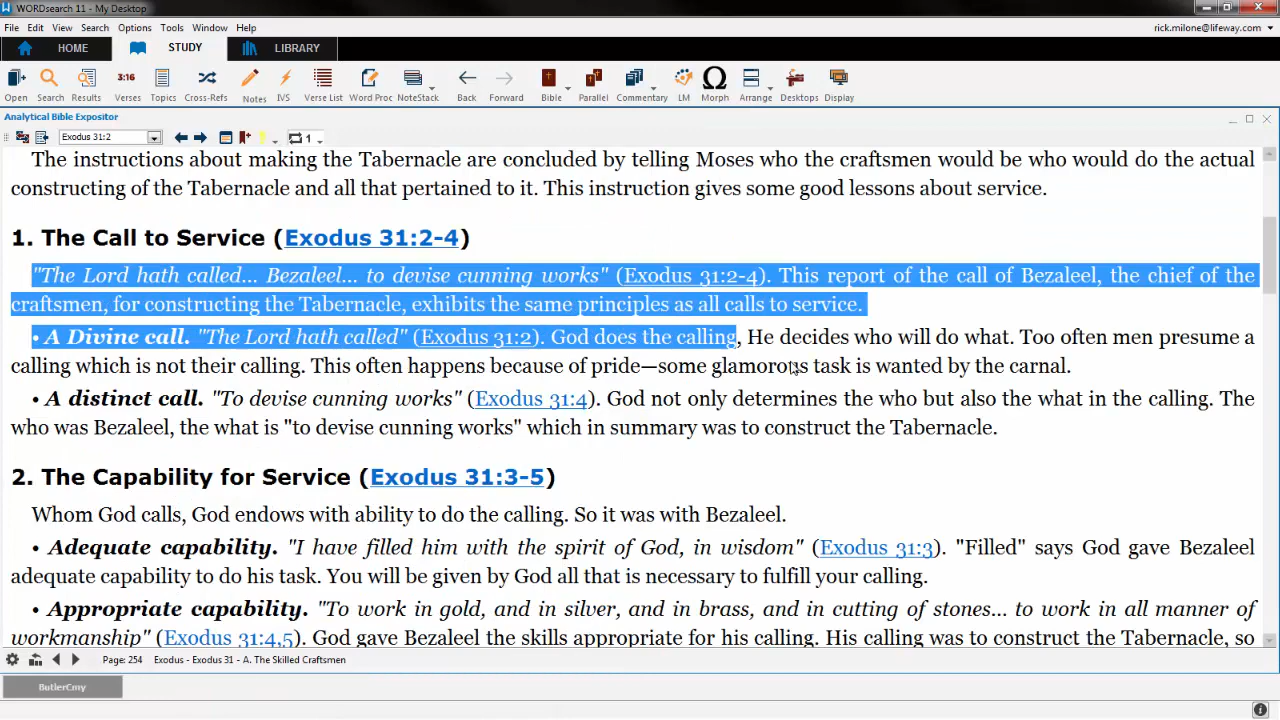 WORDsearch 11 - My Desktop
File Edit View Search Options Tools Window Help rick.milone@lifeway.com
HOME STUDY LIBRARY
Open Search Results Verses Topics Cross-Refs Notes IVS Verse List Word Proc NoteStack Back Forward Bible Parallel Commentary LM Morph Arrange Desktops Display
3:16
Analytical Bible Expositor
Exodus 31:2 1
The instructions about making the Tabernacle are concluded by telling Moses who the craftsmen would be who would do the actual
constructing of the Tabernacle and all that pertained to it. This instruction gives some good lessons about service.
1. The Call to Service (Exodus 31:2-4)
"The Lord hath called... Bezaleel... to devise cunning works" (Exodus 31:2-4). This report of the call of Bezaleel, the chief of the
craftsmen, for constructing the Tabernacle, exhibits the same principles as all calls to service.
• A Divine call. "The Lord hath called" (Exodus 31:2). God does the calling, He decides who will do what. Too often men presume a
calling which is not their calling. This often happens because of pride—some glamorous task is wanted by the carnal.
• A distinct call. "To devise cunning works" (Exodus 31:4). God not only determines the who but also the what in the calling. The
who was Bezaleel, the what is "to devise cunning works" which in summary was to construct the Tabernacle.
2. The Capability for Service (Exodus 31:3-5)
Whom God calls, God endows with ability to do the calling. So it was with Bezaleel.
• Adequate capability. "I have filled him with the spirit of God, in wisdom" (Exodus 31:3). "Filled" says God gave Bezaleel
adequate capability to do his task. You will be given by God all that is necessary to fulfill your calling.
• Appropriate capability. "To work in gold, and in silver, and in brass, and in cutting of stones... to work in all manner of
workmanship" (Exodus 31:4,5). God gave Bezaleel the skills appropriate for his calling. His calling was to construct the Tabernacle, so
Page: 254 Exodus - Exodus 31 - A. The Skilled Craftsmen
ButlerCmy